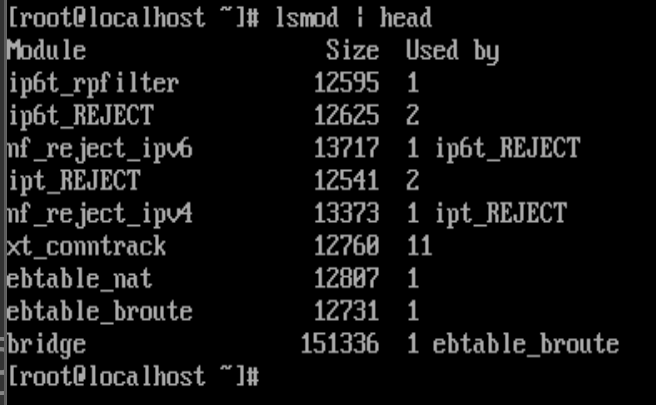 [root@localhost ~]# lsmod | head
Module                  Size  Used by
ip6t_rpfilter          12595  1
ip6t_REJECT            12625  2
nf_reject_ipv6         13717  1 ip6t_REJECT
ipt_REJECT             12541  2
nf_reject_ipv4         13373  1 ipt_REJECT
xt_conntrack           12760  11
ebtable_nat            12807  1
ebtable_broute         12731  1
bridge                151336  1 ebtable_broute
[root@localhost ~]#